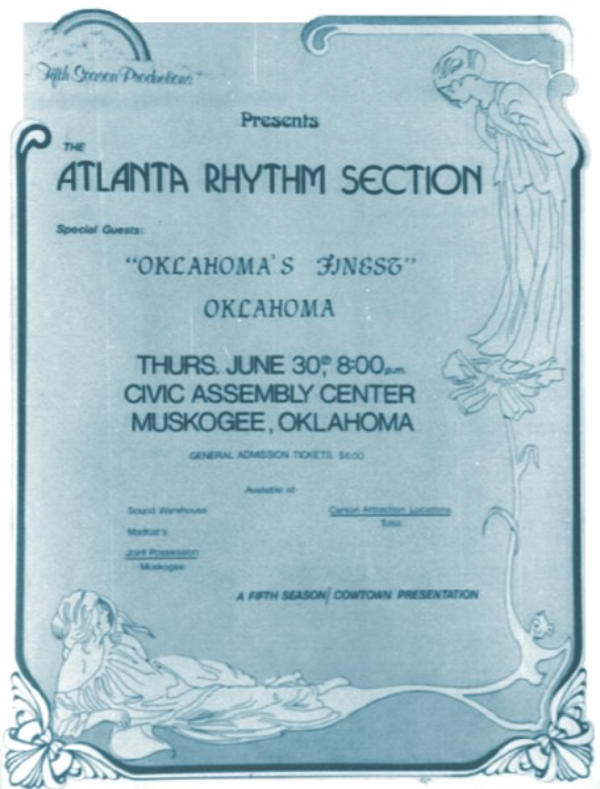 Fifth Season Productions
Presents
THE
ATLANTA RHYTHM SECTION
Special Guests:
"OKLAHOMA'S FINEST"
OKLAHOMA
THURS. JUNE 30th, 8:00 p.m.
CIVIC ASSEMBLY CENTER
MUSKOGEE, OKLAHOMA
GENERAL ADMISSION TICKETS $6.00
Available at:
Sound Warehouse
Madcat's
Joint Possession
Muskogee
Carson Attraction Locations
Tulsa
A FIFTH SEASON/COWTOWN PRESENTATION